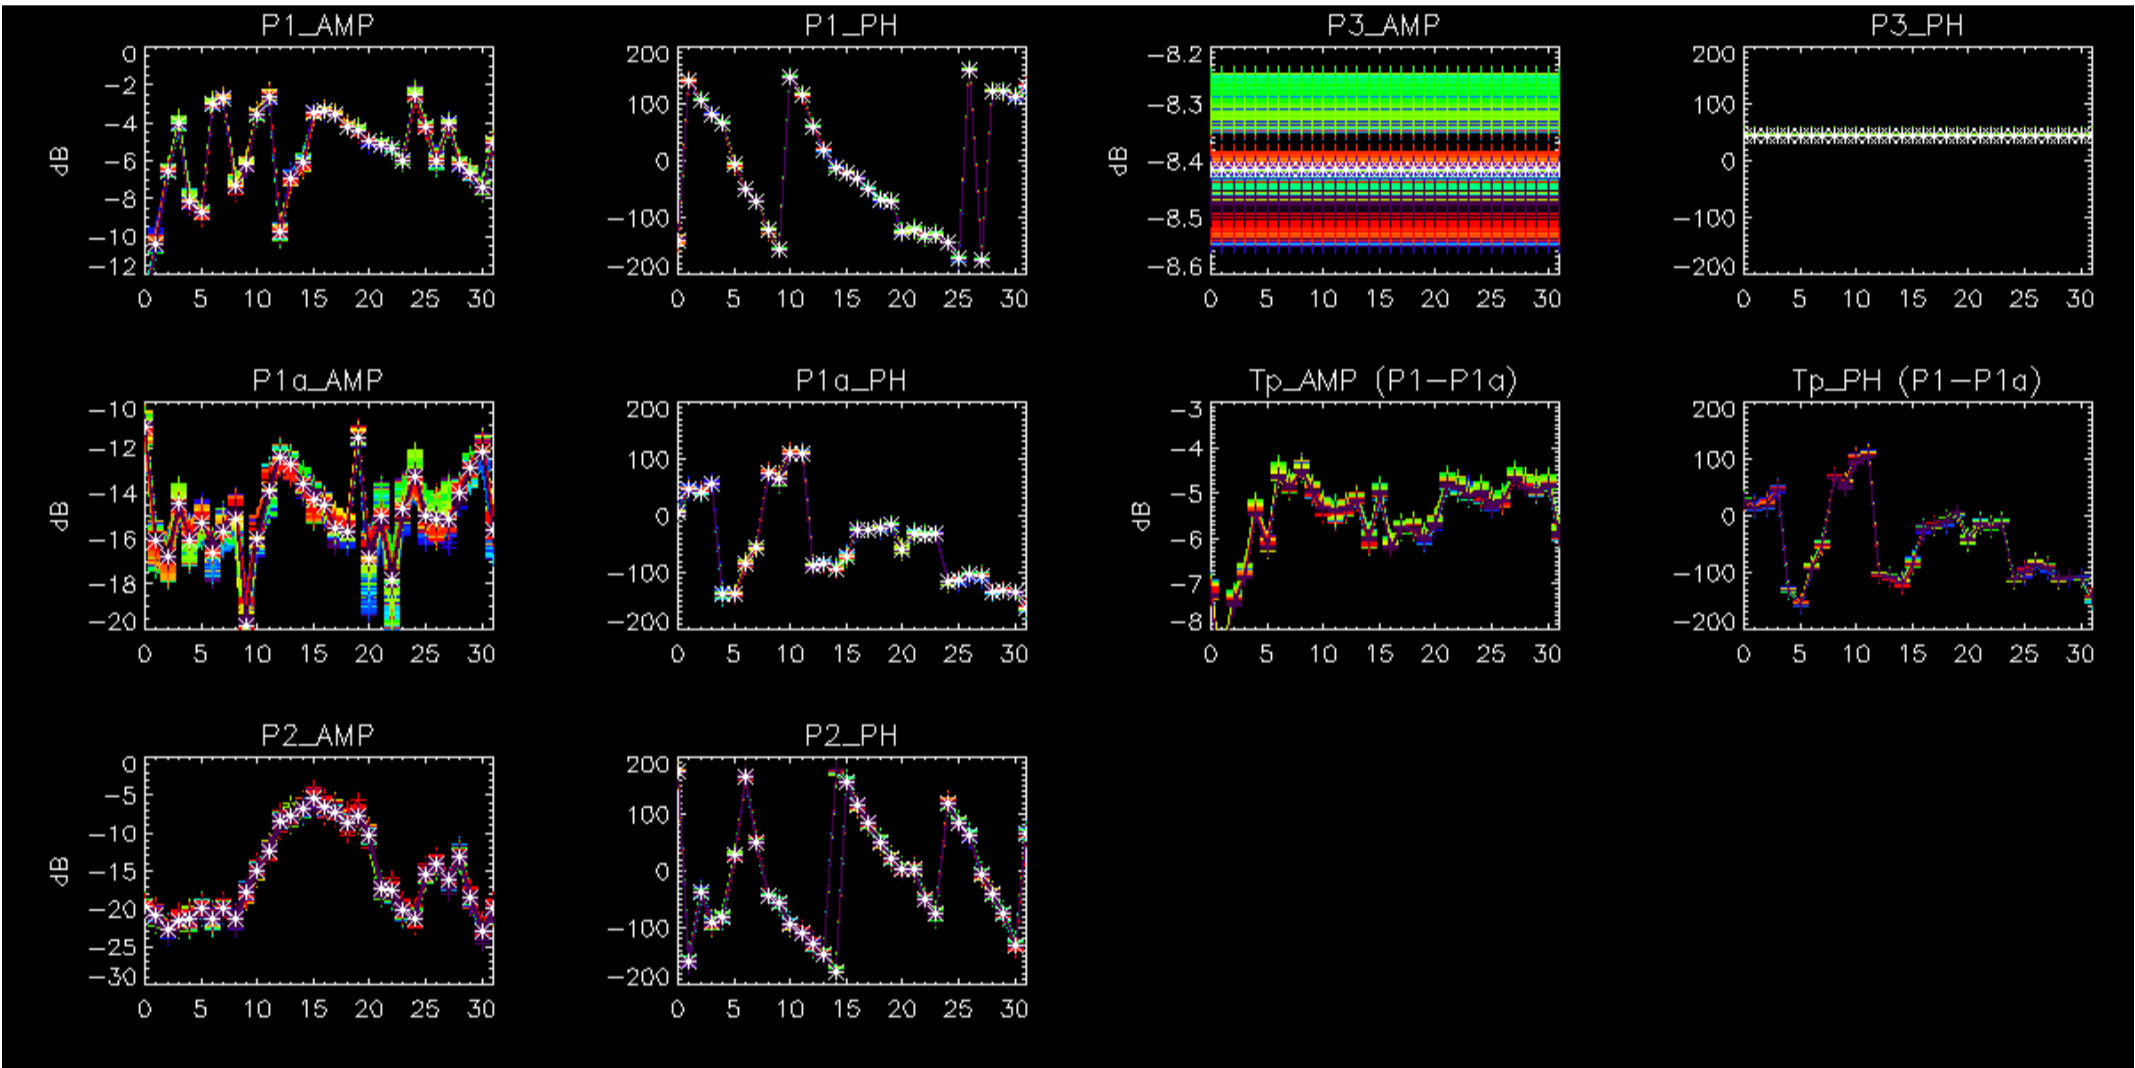 P1_AMP
P1_PH
P3_AMP
P3_PH
0
-2
-4
-6
-8
-10
-12
dB
0 5 10 15 20 25 30
200
100
0
-100
-200
0 5 10 15 20 25 30
-8.2
-8.3
-8.4
-8.5
-8.6
dB
0 5 10 15 20 25 30
200
100
0
-100
-200
0 5 10 15 20 25 30
P1a_AMP
P1a_PH
Tp_AMP (P1-P1a)
Tp_PH (P1-P1a)
-10
-12
-14
-16
-18
-20
dB
0 5 10 15 20 25 30
200
100
0
-100
-200
0 5 10 15 20 25 30
-3
-4
-5
-6
-7
-8
dB
0 5 10 15 20 25 30
200
100
0
-100
-200
0 5 10 15 20 25 30
P2_AMP
P2_PH
0
-5
-10
-15
-20
-25
-30
dB
0 5 10 15 20 25 30
200
100
0
-100
-200
0 5 10 15 20 25 30